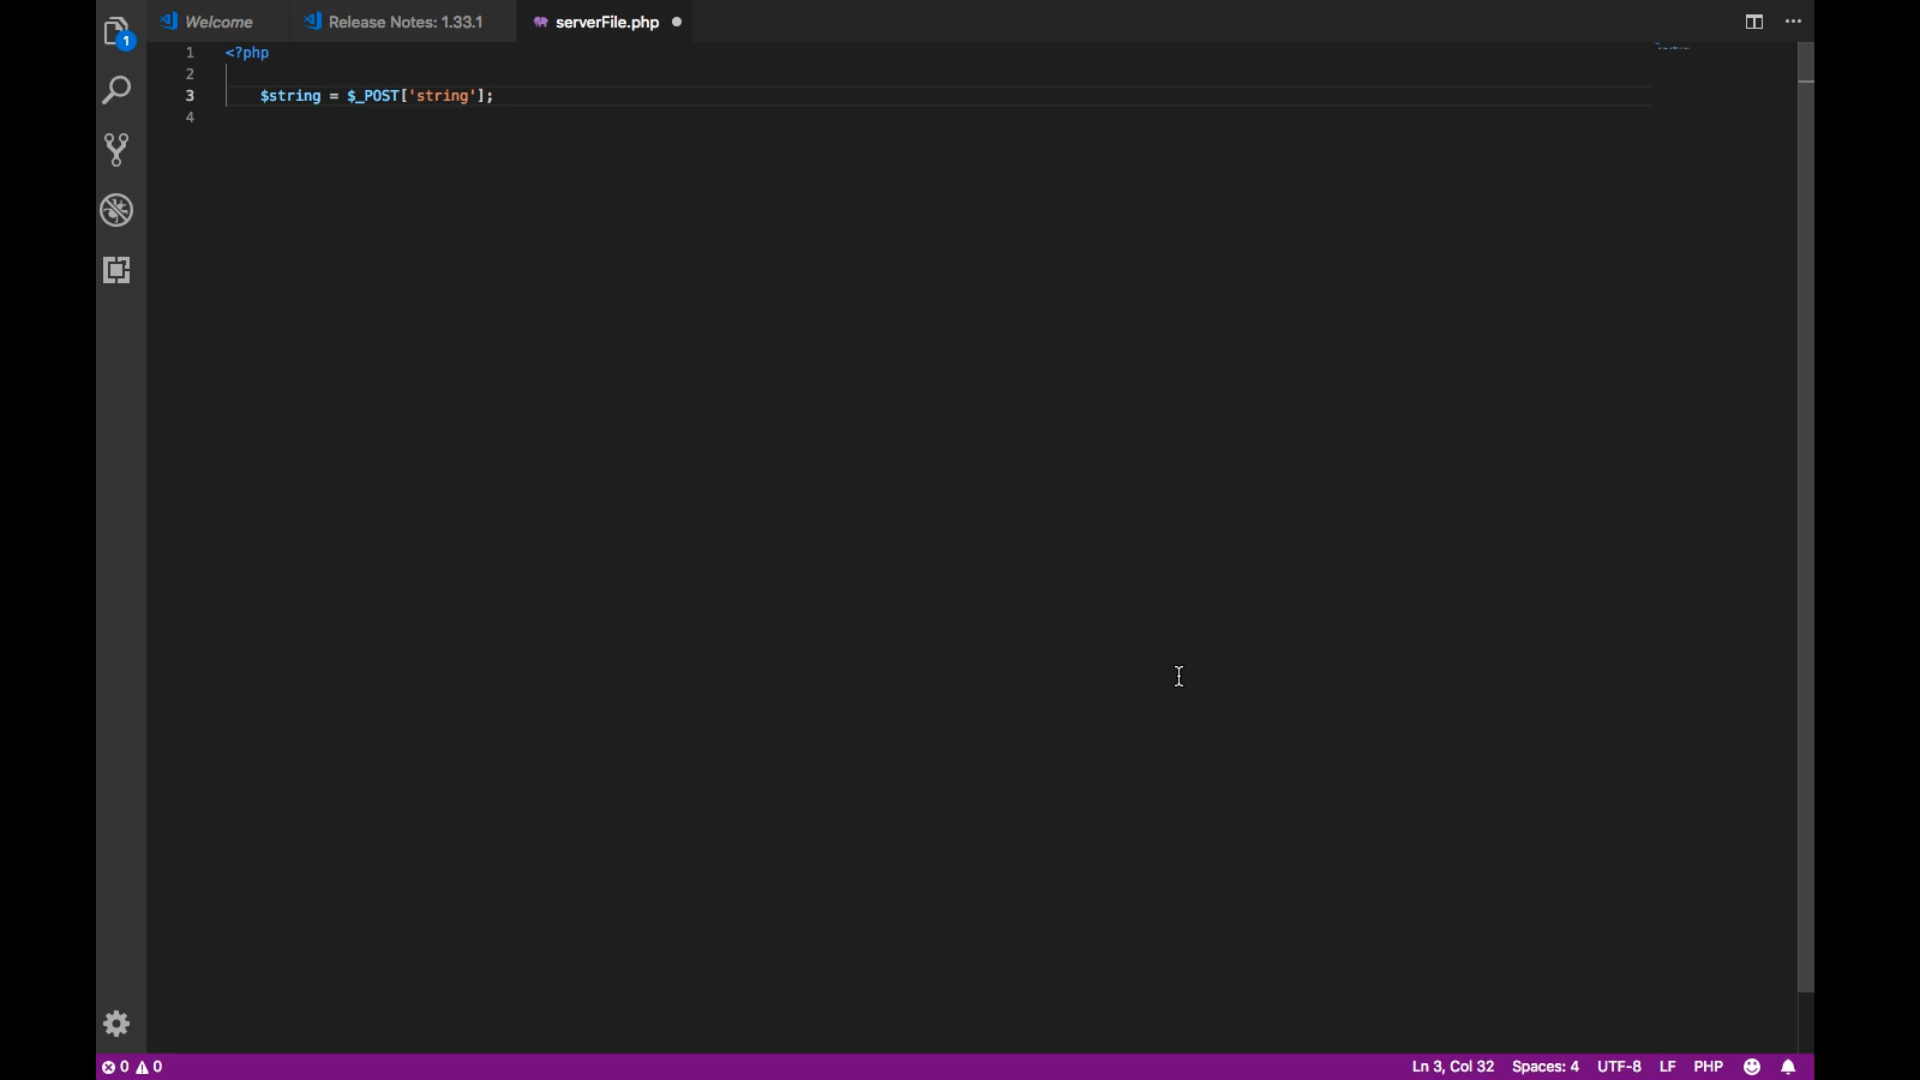 Welcome Release Notes: 1.33.1 serverFile.php
1
1 <?php
2
3 $string = $_POST['string'];
4
0 0 Ln 3, Col 32 Spaces: 4 UTF-8 LF PHP